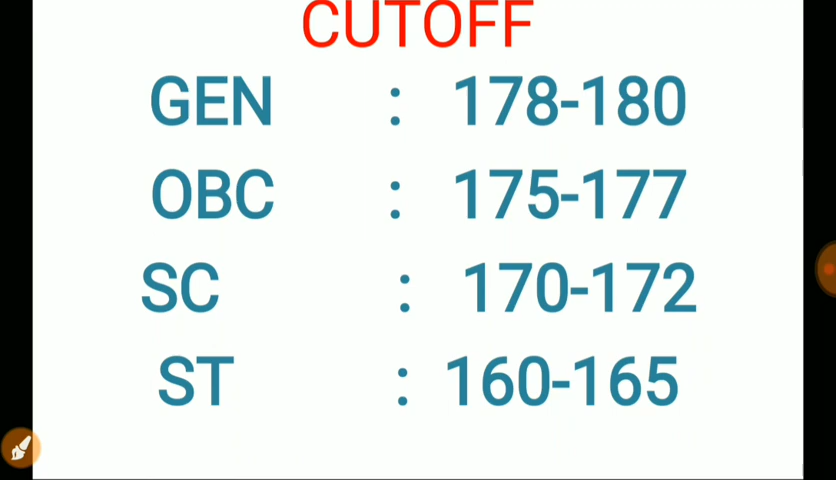 CUTOFF
GEN : 178-180
OBC : 175-177
SC : 170-172
ST : 160-165